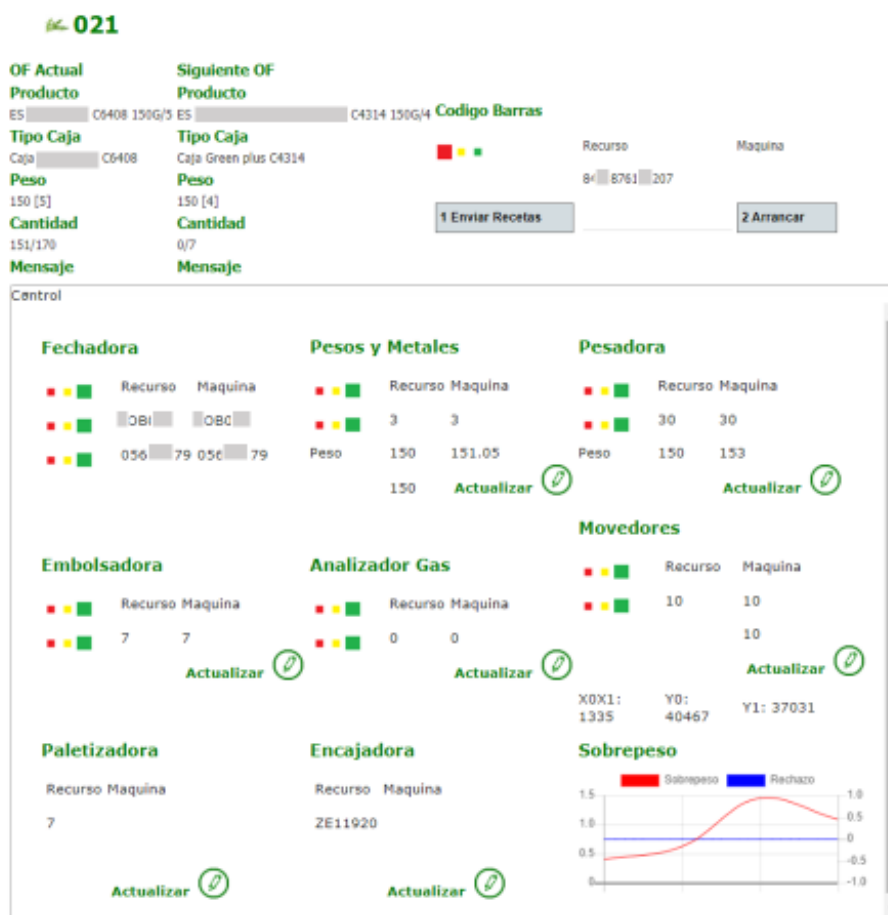 021
OF Actual Siguiente OF
Producto Producto
ES C6408 150G/5 ES C4314 150G/4 Codigo Barras
Tipo Caja Tipo Caja
Caja C6408 Caja Green plus C4314
Recurso Maquina
Peso Peso
150 [5] 150 [4]
8761 207
Cantidad Cantidad
1 Enviar Recetas 2 Arrancar
151/170 0/7
Mensaje Mensaje
Control
Fechadora Pesos y Metales Pesadora
Recurso Maquina Recurso Maquina Recurso Maquina
3 3 30 30
056 79 056 79 Peso 150 151.05 Peso 150 153
150 Actualizar Actualizar
Movedores
Embolsadora Analizador Gas
Recurso Maquina
Recurso Maquina Recurso Maquina
10 10
7 7 0 0
10
Actualizar Actualizar Actualizar
X0X1: Y0: Y1: 37031
1335 40467
Paletizadora Encajadora Sobrepeso
Recurso Maquina Recurso Maquina
Sobrepeso Rechazo
7 ZE11920
1.5 1.0
0.5
1.0 0
0.5 -0.5
0 -1.0
Actualizar Actualizar